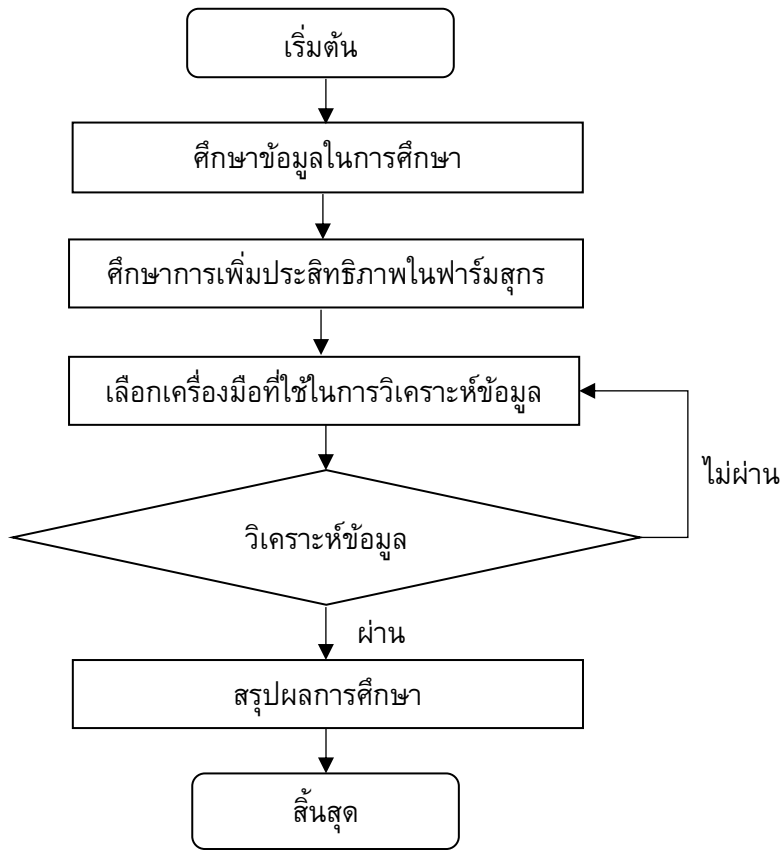 เริ่มต้น
ศึกษาข้อมูลในการศึกษา
ศึกษาการเพิ่มประสิทธิภาพในฟาร์มสุกร
เลือกเครื่องมือที่ใช้ในการวิเคราะห์ข้อมูล
ไม่ผ่าน
วิเคราะห์ข้อมูล
ผ่าน
สรุปผลการศึกษา
สิ้นสุด